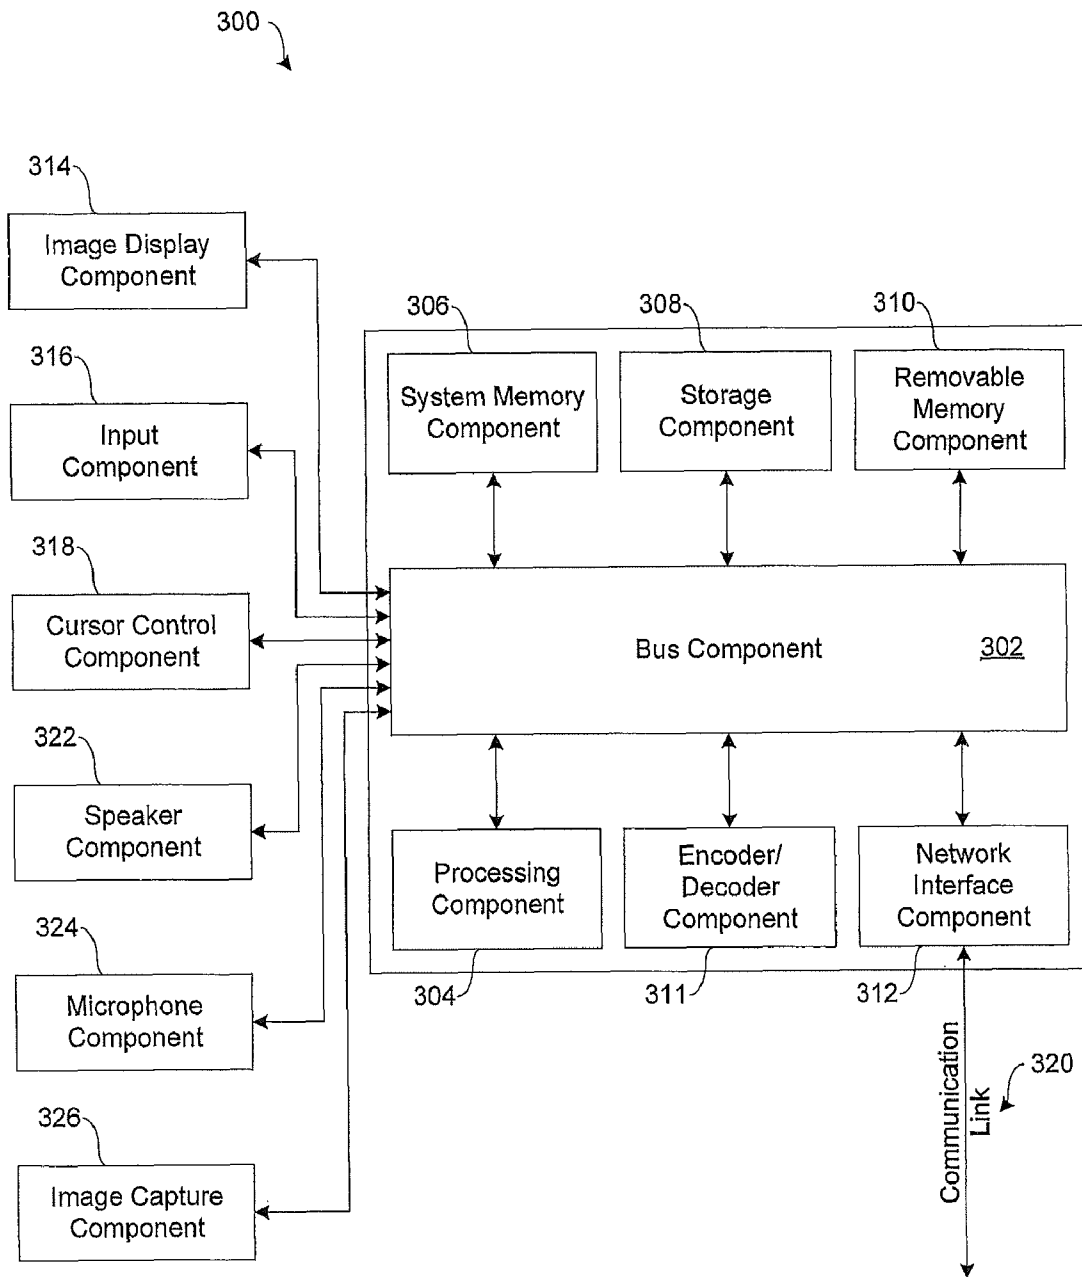 300
314
Image Display
Component
316
Input
Component
318
Cursor Control
Component
322
Speaker
Component
324
Microphone
Component
326
Image Capture
Component
306
System Memory
Component
308
Storage
Component
310
Removable
Memory
Component
Bus Component
302
Processing
Component
304
Encoder/
Decoder
Component
311
Network
Interface
Component
312
Communication
Link
320